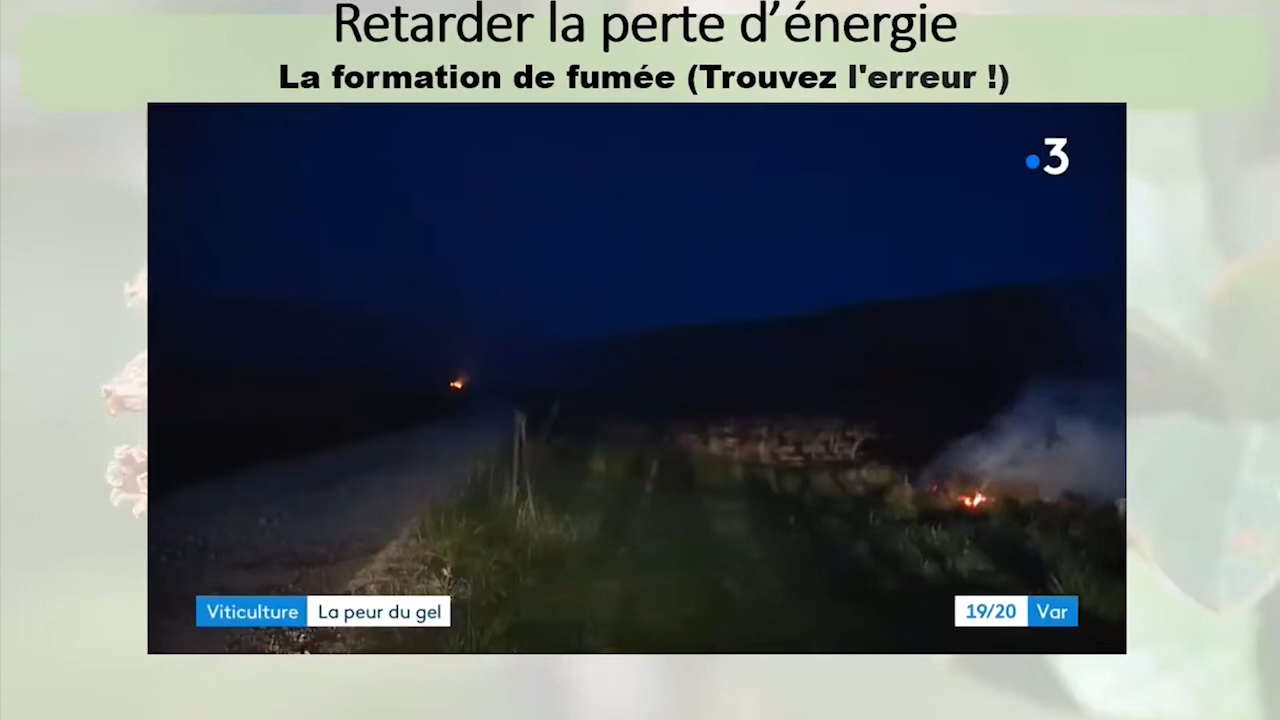 Retarder la perte d’énergie
La formation de fumée (Trouvez l'erreur !)
3
Viticulture La peur du gel
19/20 Var